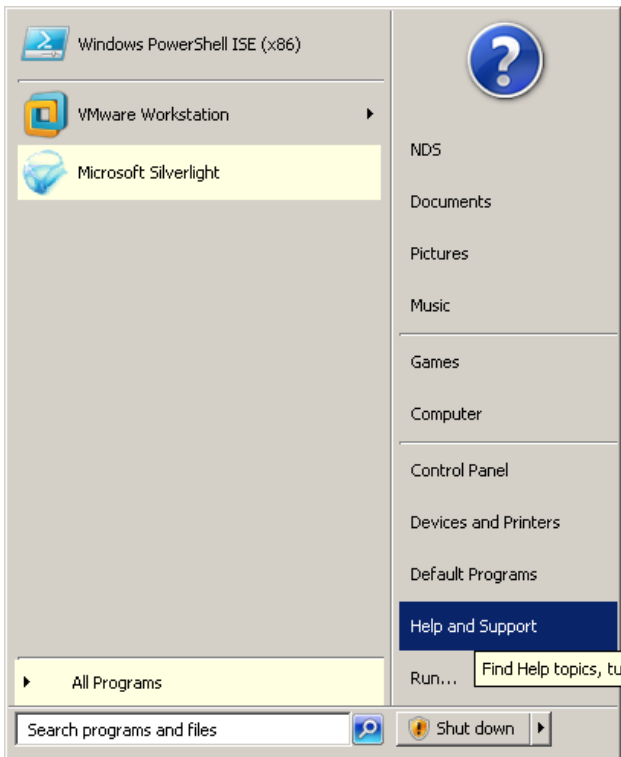 Windows PowerShell ISE (x86)
VMware Workstation
Microsoft Silverlight
All Programs
Search programs and files
NDS
Documents
Pictures
Music
Games
Computer
Control Panel
Devices and Printers
Default Programs
Help and Support
Run...
Find Help topics, tu
Shut down